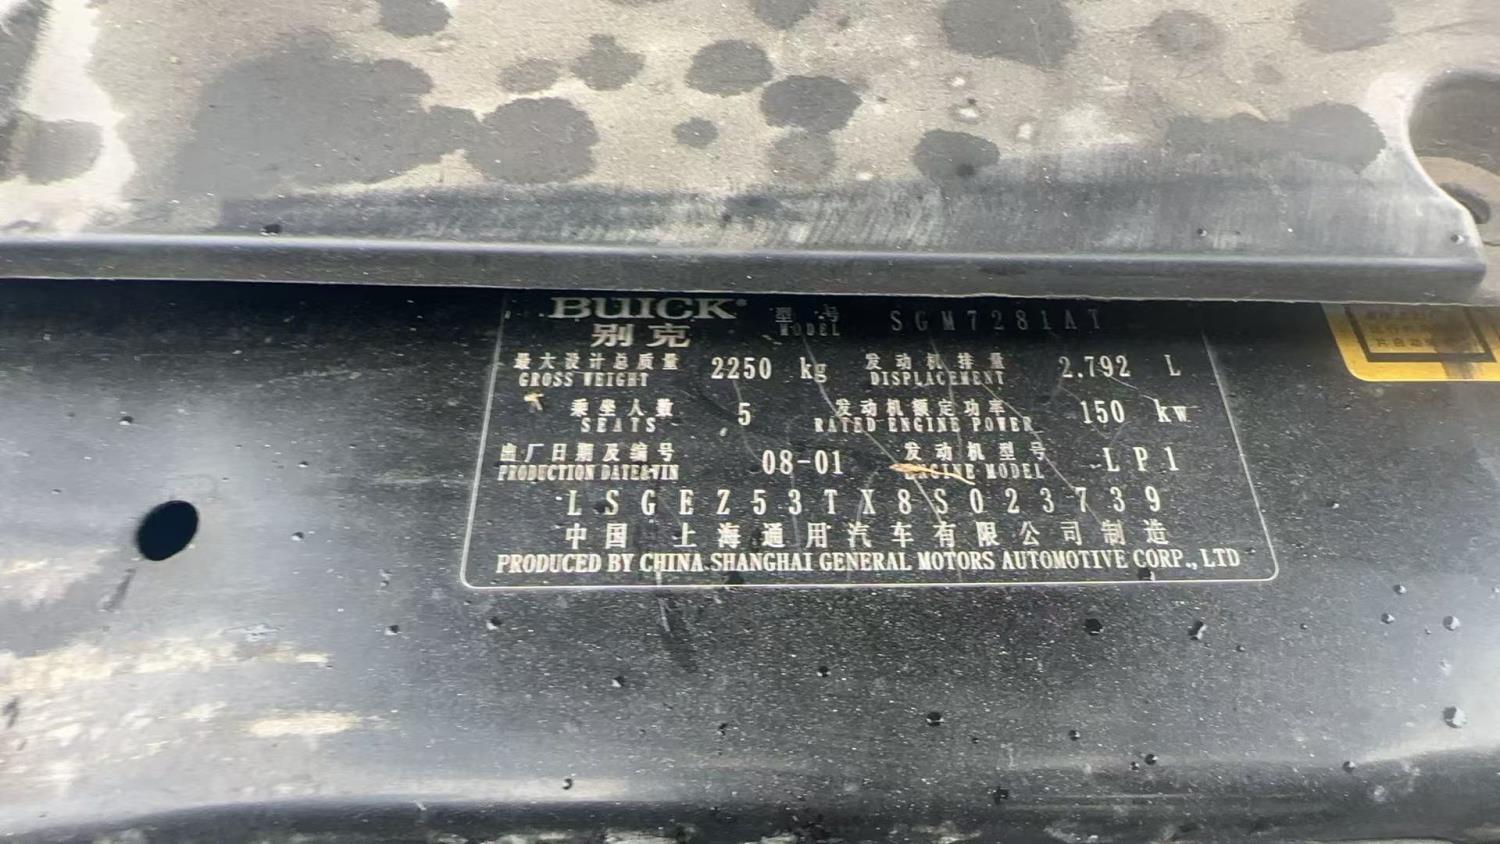 BUICK 型号 SGM7281AT
别克 MODEL
最大设计总质量 2250 kg 发动机排量 2.792 L
GROSS WEIGHT DISPLACEMENT
乘坐人数 5 发动机额定功率 150 kw
SEATS RATED ENGINE POWER
出厂日期及编号 08-01 发动机型号 LP1
PRODUCTION DATE&VIN ENGINE MODEL
LSGEZ53TX8S023739
中国 上海通用汽车有限公司制造
PRODUCED BY CHINA SHANGHAI GENERAL MOTORS AUTOMOTIVE CORP., LTD